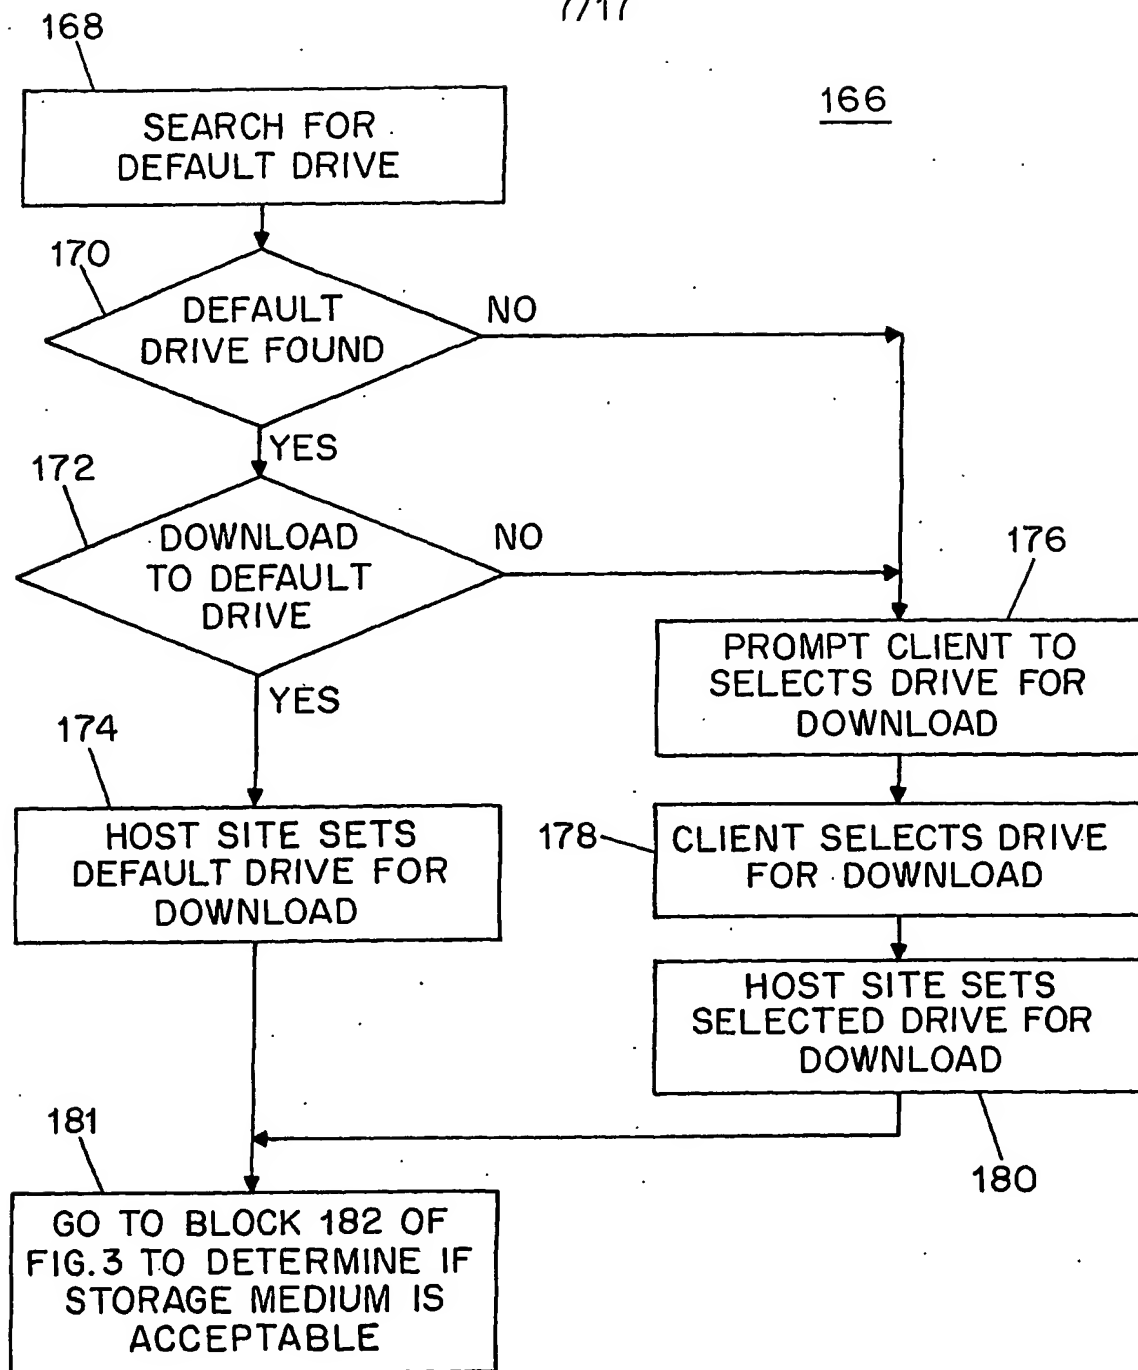 7/17
168
166
SEARCH FOR
DEFAULT DRIVE
170
DEFAULT
DRIVE FOUND
NO
YES
172
DOWNLOAD
TO DEFAULT
DRIVE
NO
YES
176
PROMPT CLIENT TO
SELECTS DRIVE FOR
DOWNLOAD
174
HOST SITE SETS
DEFAULT DRIVE FOR
DOWNLOAD
178
CLIENT SELECTS DRIVE
FOR DOWNLOAD
HOST SITE SETS
SELECTED DRIVE FOR
DOWNLOAD
180
181
GO TO BLOCK 182 OF
FIG.3 TO DETERMINE IF
STORAGE MEDIUM IS
ACCEPTABLE